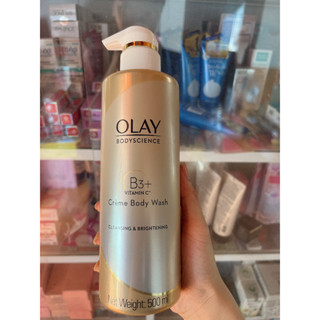 OLAY
BODYSCIENCE
B3+
VITAMIN C*
Crème Body Wash
CLEANSING & BRIGHTENING
Net Weight: 500 ml